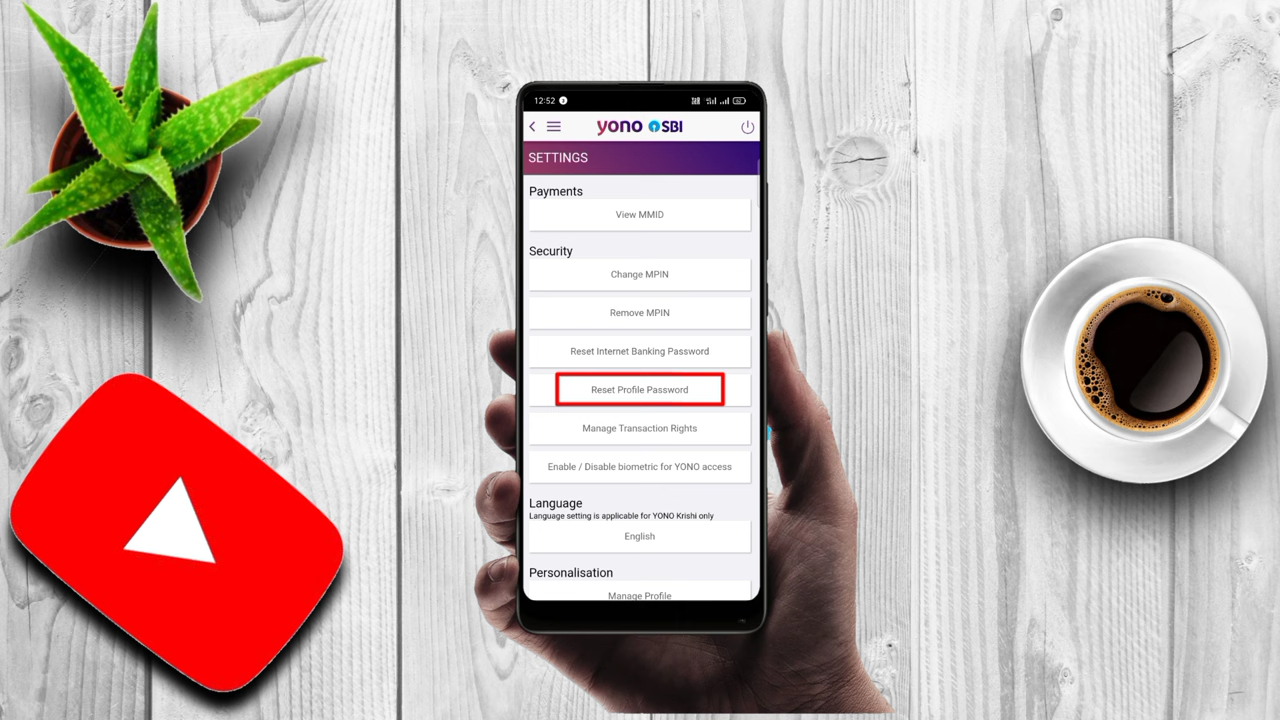 12:52
yono SBI
SETTINGS
Payments
View MMID
Security
Change MPIN
Remove MPIN
Reset Internet Banking Password
Reset Profile Password
Manage Transaction Rights
Enable / Disable biometric for YONO access
Language
Language setting is applicable for YONO Krishi only
English
Personalisation
Manage Profile